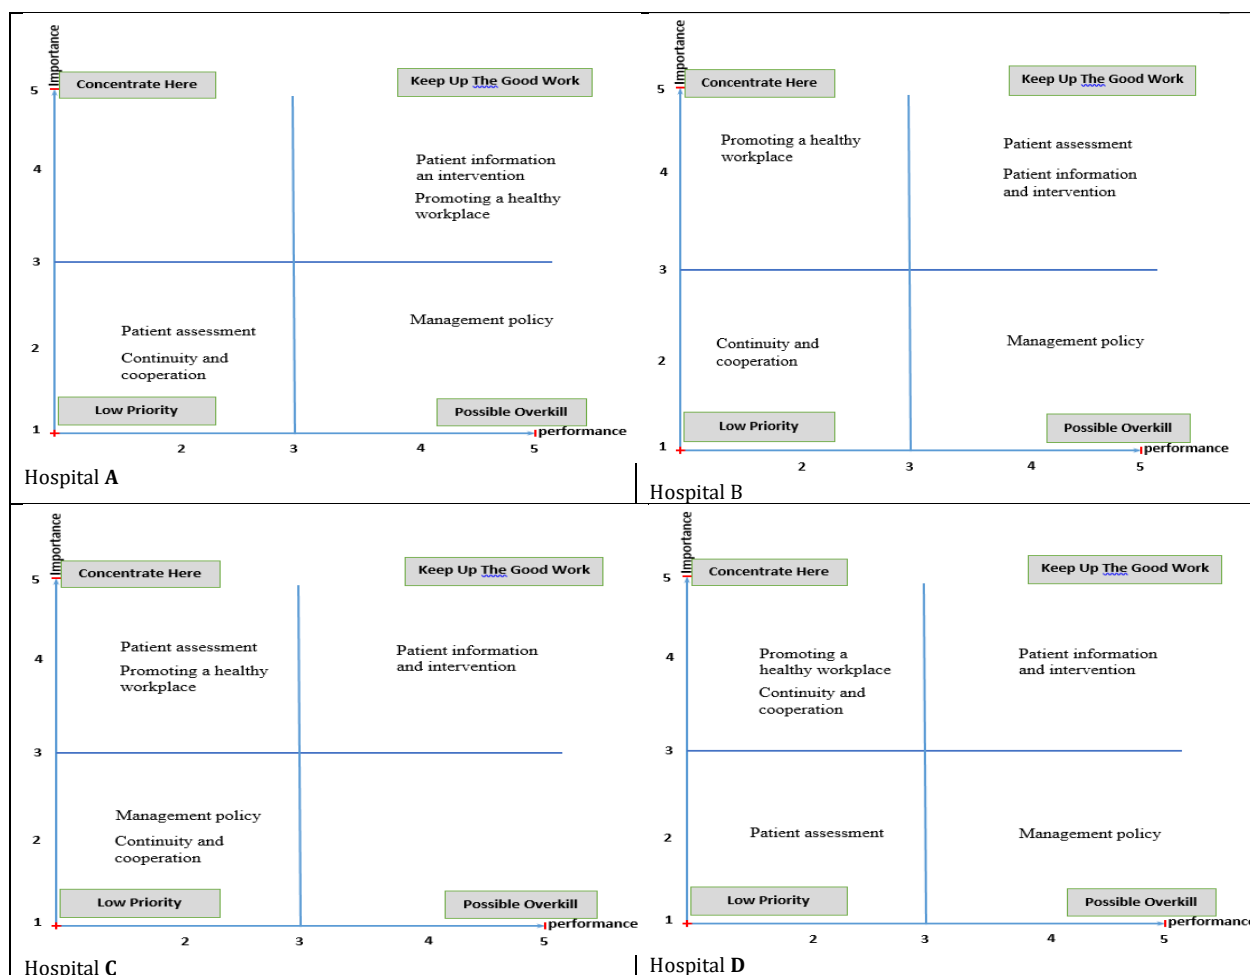 Importance
5
Concentrate Here
Keep Up The Good Work
4
Patient information
an intervention
Promoting a healthy
workplace
3
Management policy
Patient assessment
2
Continuity and
cooperation
Low Priority
Possible Overkill
1
performance
2 3 4 5
Hospital A
Importance
5
Concentrate Here
Keep Up The Good Work
Promoting a healthy
workplace
Patient assessment
4
Patient information
and intervention
3
Continuity and
cooperation
Management policy
2
Low Priority
Possible Overkill
1
performance
2 3 4 5
Hospital B
Importance
5
Concentrate Here
Keep Up The Good Work
Patient assessment
4
Promoting a healthy
workplace
Patient information
and intervention
3
Management policy
2
Continuity and
cooperation
Low Priority
Possible Overkill
1
performance
2 3 4 5
Hospital C
Importance
5
Concentrate Here
Keep Up The Good Work
4
Promoting a
healthy workplace
Continuity and
cooperation
Patient information
and intervention
3
Patient assessment
Management policy
2
Low Priority
Possible Overkill
1
performance
2 3 4 5
Hospital D